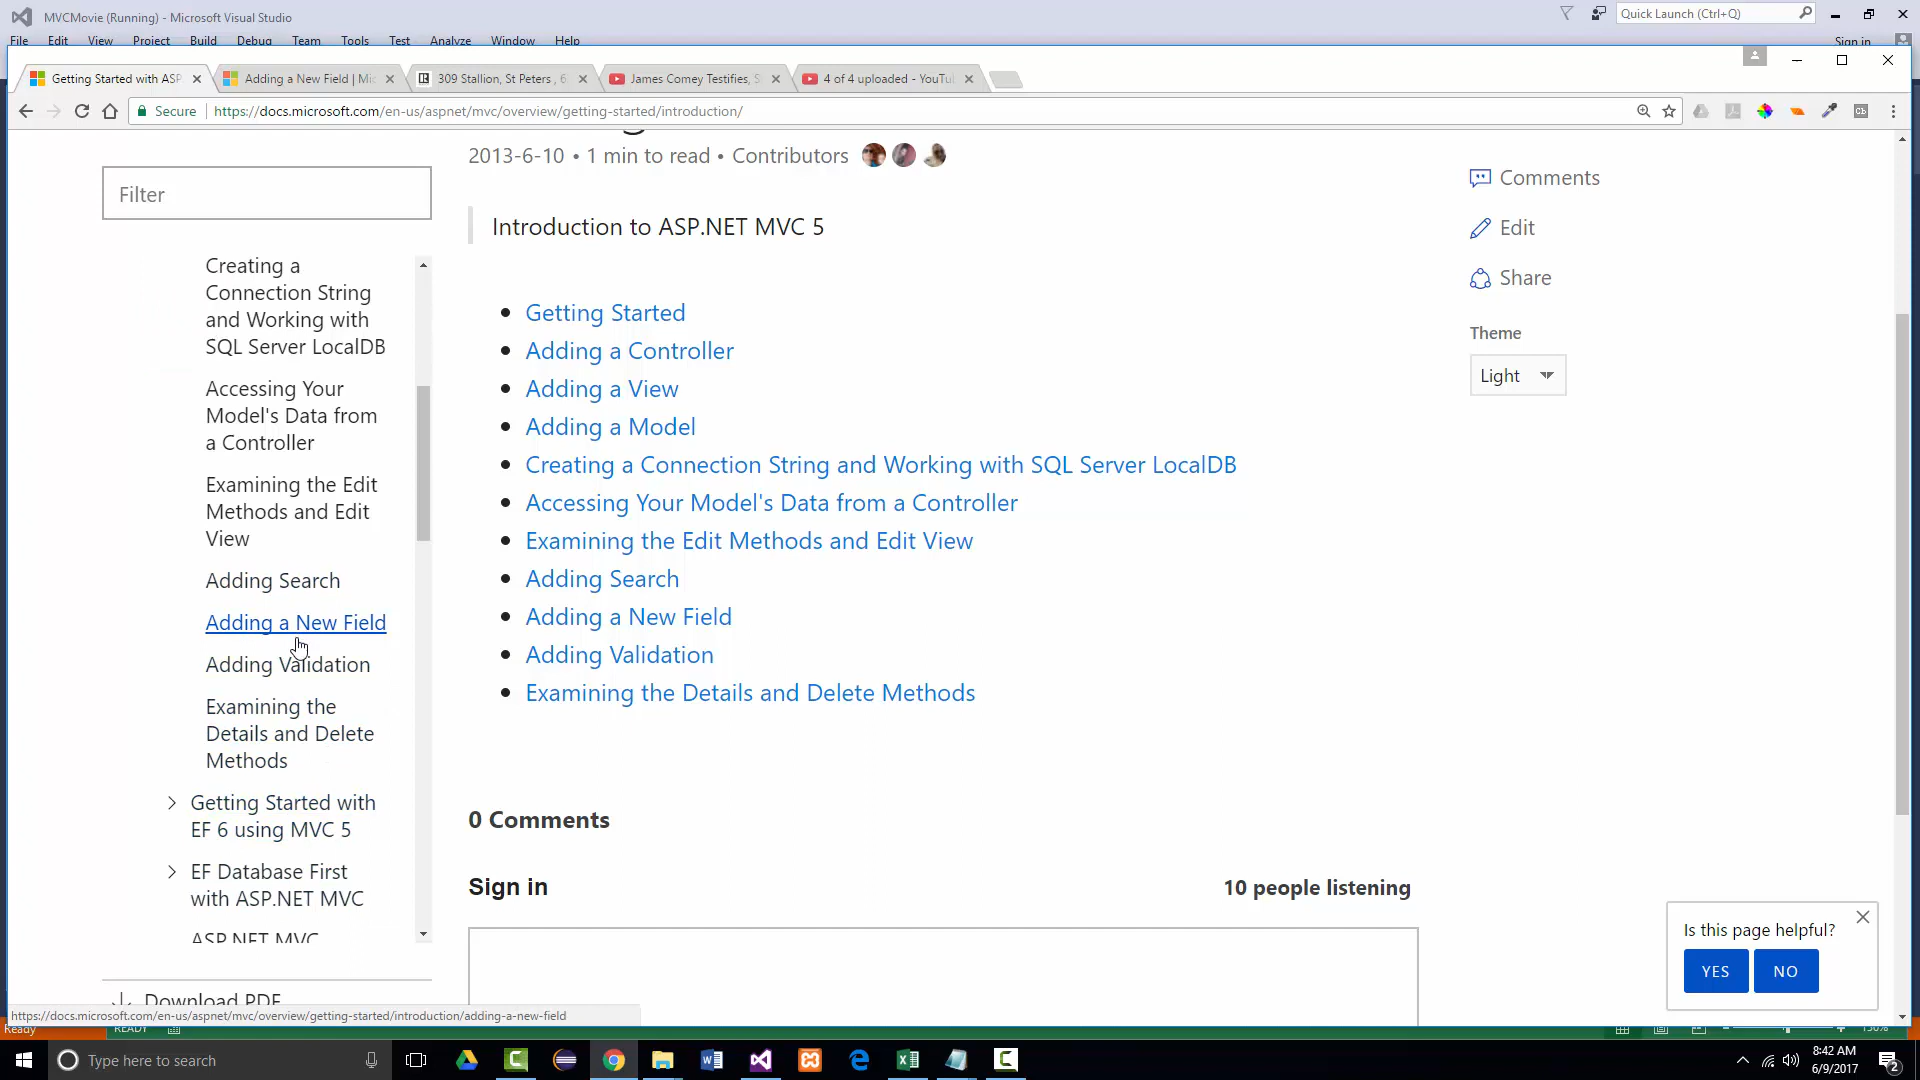 MVCMovie (Running) - Microsoft Visual Studio
Quick Launch (Ctrl+Q)
File Edit View Project Build Debug Team Tools Test Analyze Window Help
Sign in
Getting Started with ASP
Adding a New Field | Mic
309 Stallion, St Peters , 6
James Comey Testifies, S
4 of 4 uploaded - YouTu
Secure
https://docs.microsoft.com/en-us/aspnet/mvc/overview/getting-started/introduction/
2013-6-10 • 1 min to read • Contributors
Filter
Introduction to ASP.NET MVC 5
Creating a
Connection String
and Working with
SQL Server LocalDB
Accessing Your
Model's Data from
a Controller
Examining the Edit
Methods and Edit
View
Adding Search
Adding a New Field
Adding Validation
Examining the
Details and Delete
Methods
Getting Started with
EF 6 using MVC 5
EF Database First
with ASP.NET MVC
ASP.NET MVC
Download PDF
• Getting Started
• Adding a Controller
• Adding a View
• Adding a Model
• Creating a Connection String and Working with SQL Server LocalDB
• Accessing Your Model's Data from a Controller
• Examining the Edit Methods and Edit View
• Adding Search
• Adding a New Field
• Adding Validation
• Examining the Details and Delete Methods
0 Comments
Sign in
10 people listening
Comments
Edit
Share
Theme
Light
Is this page helpful?
YES NO
https://docs.microsoft.com/en-us/aspnet/mvc/overview/getting-started/introduction/adding-a-new-field
Ready
READY
150%
Type here to search
8:42 AM
6/9/2017
2